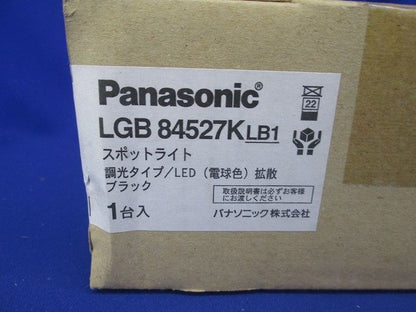 Panasonic®
LGB 84527K LB1
22
スポットライト
調光タイプ/LED（電球色）拡散
ブラック
取扱説明書は必ずお客様
にお渡しください
1台入
パナソニック株式会社